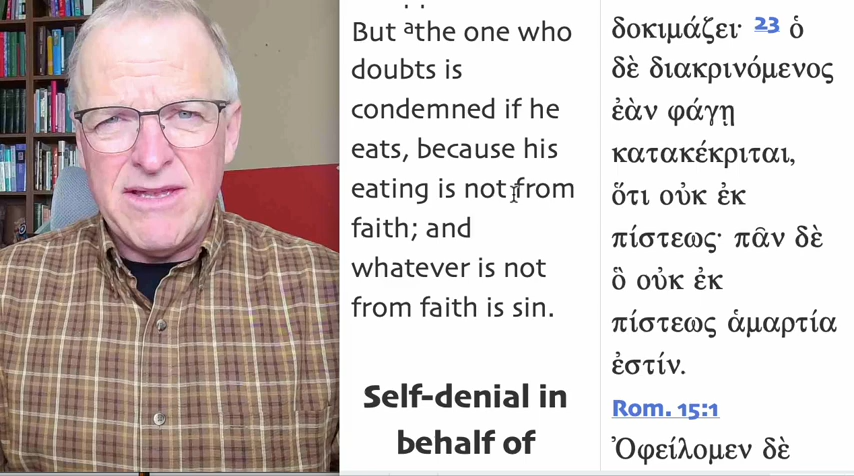 But ᵃthe one who
doubts is
condemned if he
eats, because his
eating is not from
faith; and
whatever is not
from faith is sin.
Self-denial in
behalf of
δοκιμάζει· 23 ὁ
δὲ διακρινόμενος
ἐὰν φάγῃ
κατακέκριται,
ὅτι οὐκ ἐκ
πίστεως· πᾶν δὲ
ὃ οὐκ ἐκ
πίστεως ἁμαρτία
ἐστίν.
Rom. 15:1
Ὀφείλομεν δὲ